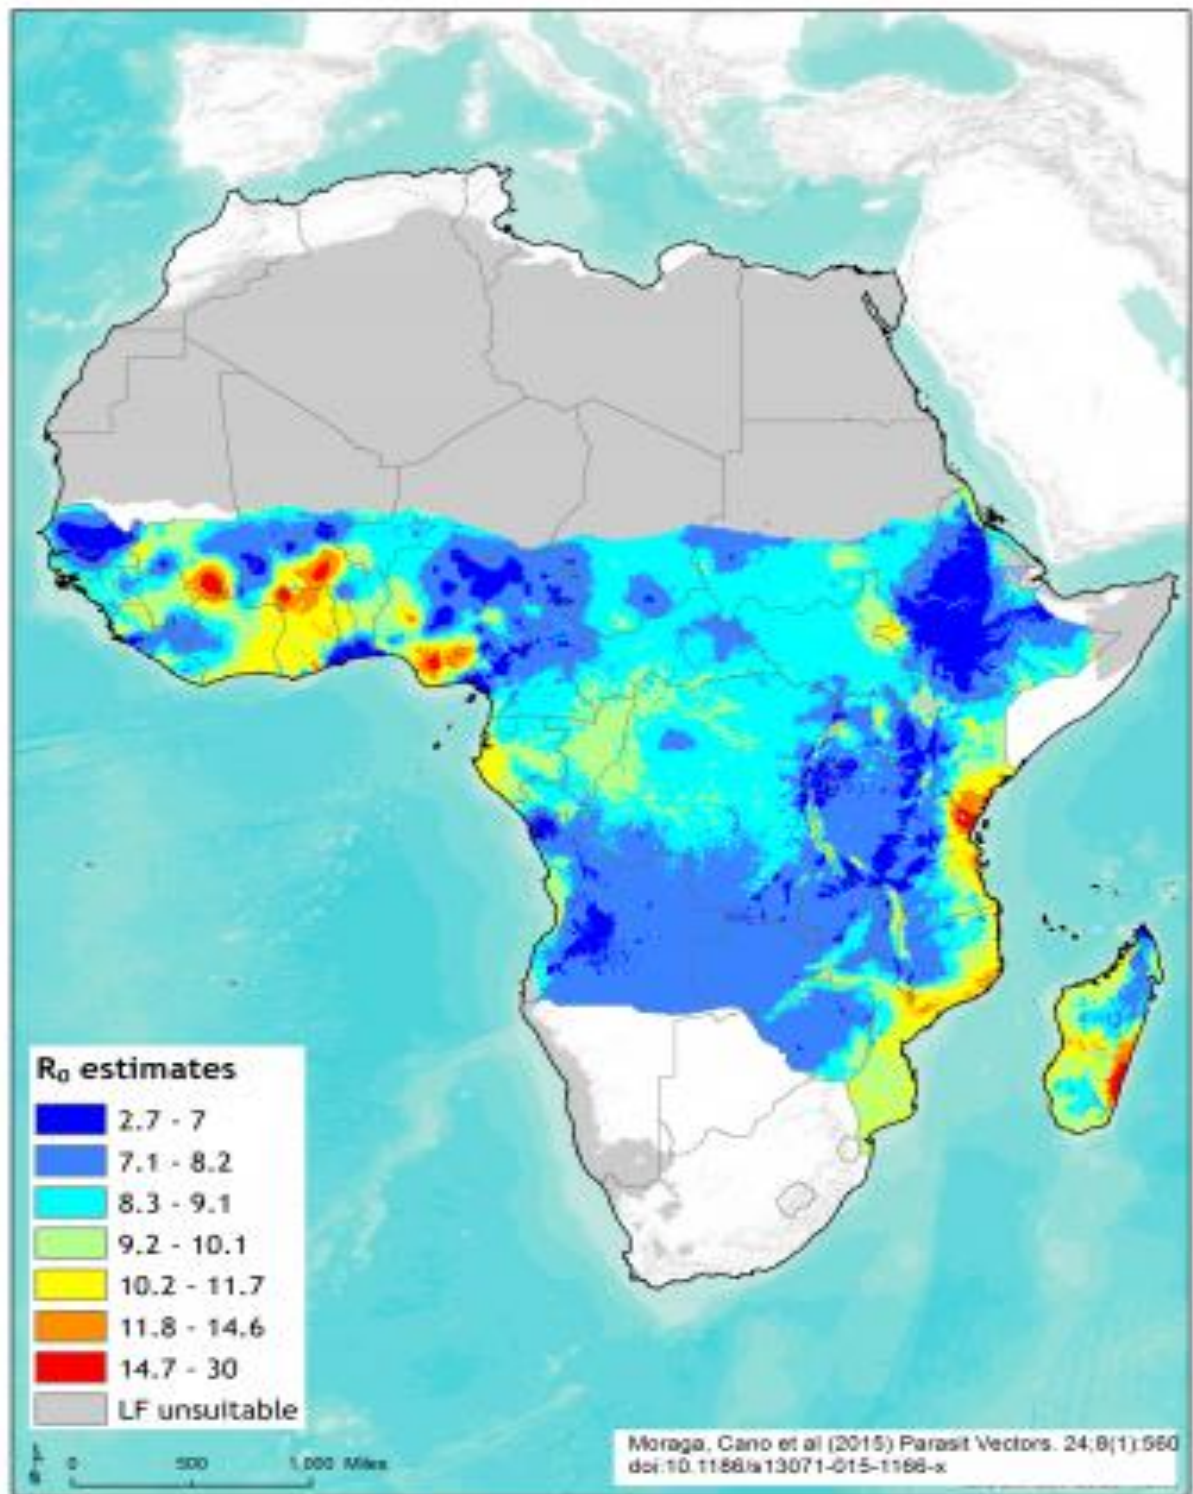 R₀ estimates
2.7 - 7
7.1 - 8.2
8.3 - 9.1
9.2 - 10.1
10.2 - 11.7
11.8 - 14.6
14.7 - 30
LF unsuitable
0 500 1,000 Miles
Moraga, Cano et al (2015) Parasit Vectors. 24;8(1):560
doi:10.1186/s13071-015-1166-x